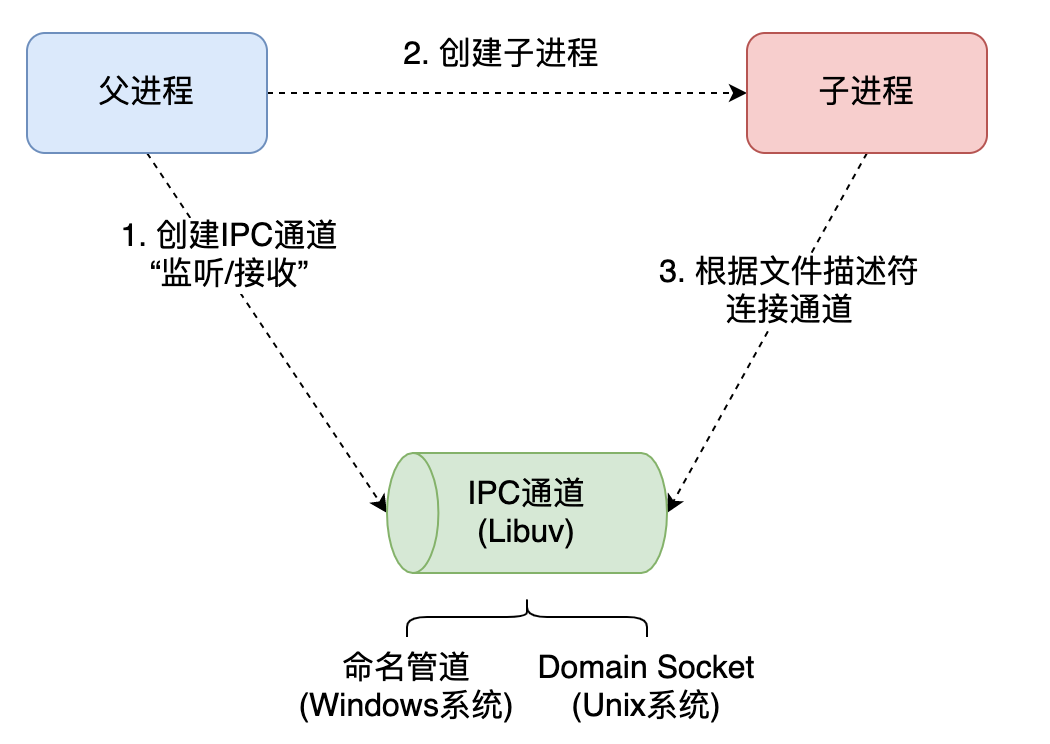 2. 创建子进程
父进程
子进程
1. 创建IPC通道
“监听/接收”
3. 根据文件描述符
连接通道
IPC通道
(Libuv)
命名管道
(Windows系统)
Domain Socket
(Unix系统)